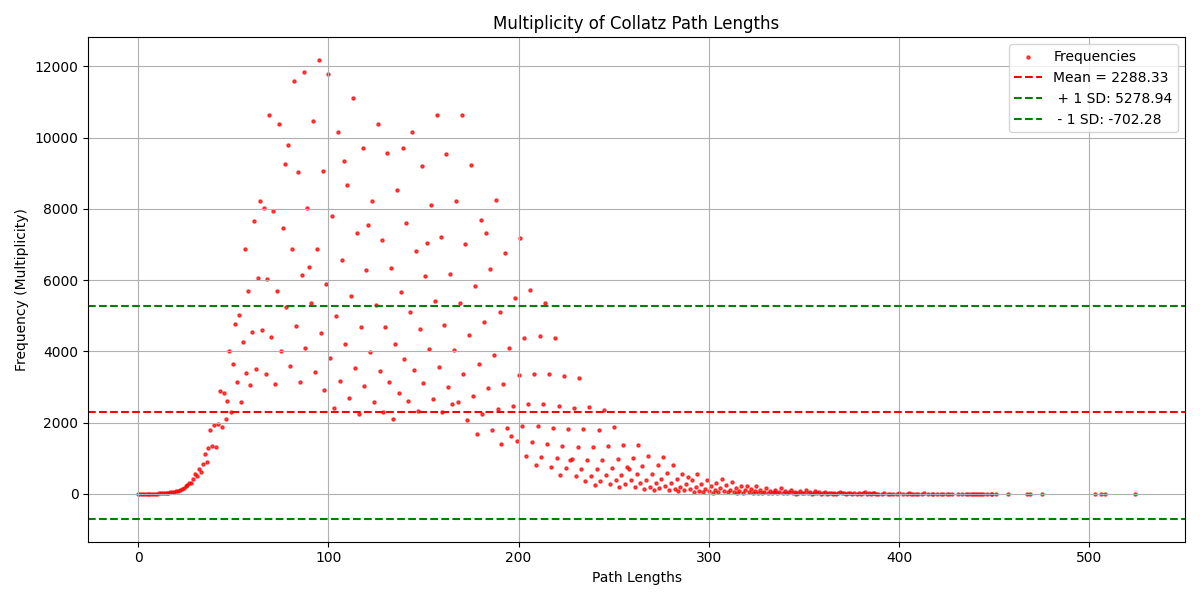 Multiplicity of Collatz Path Lengths
Frequencies
Mean = 2288.33
+ 1 SD: 5278.94
- 1 SD: -702.28
Frequency (Multiplicity)
12000
10000
8000
6000
4000
2000
0
0 100 200 300 400 500
Path Lengths